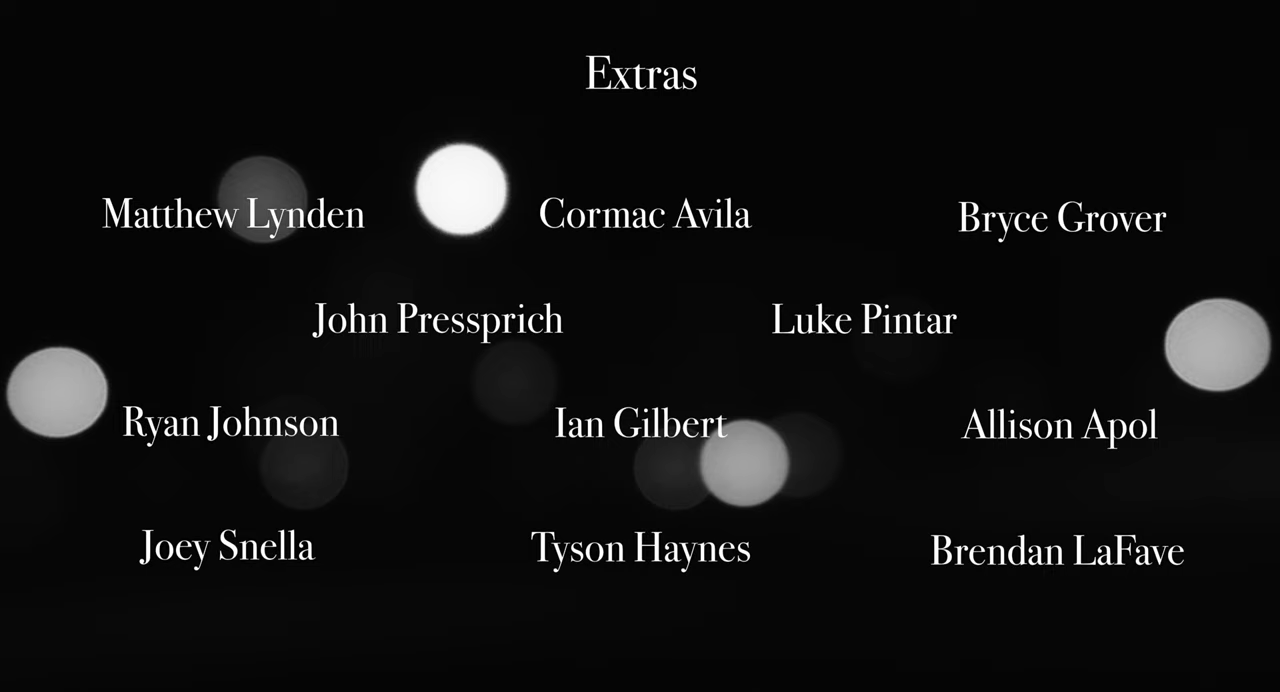 Extras
Matthew Lynden Cormac Avila Bryce Grover
John Pressprich Luke Pintar
Ryan Johnson Ian Gilbert Allison Apol
Joey Snella Tyson Haynes Brendan LaFave